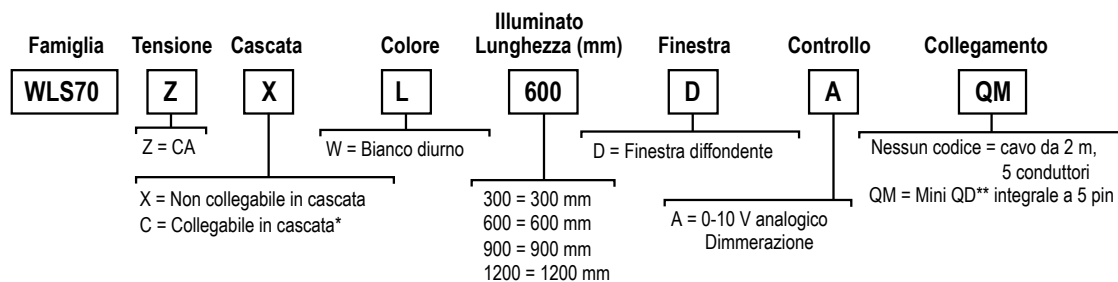 Famiglia
Tensione
Cascata
Colore
Illuminato
Lunghezza (mm)
Finestra
Controllo
Collegamento
WLS70
Z
X
L
600
D
A
QM
Z = CA
W = Bianco diurno
D = Finestra diffondente
Nessun codice = cavo da 2 m,
5 conduttori
QM = Mini QD** integrale a 5 pin
X = Non collegabile in cascata
C = Collegabile in cascata*
300 = 300 mm
600 = 600 mm
900 = 900 mm
1200 = 1200 mm
A = 0-10 V analogico
Dimmerazione